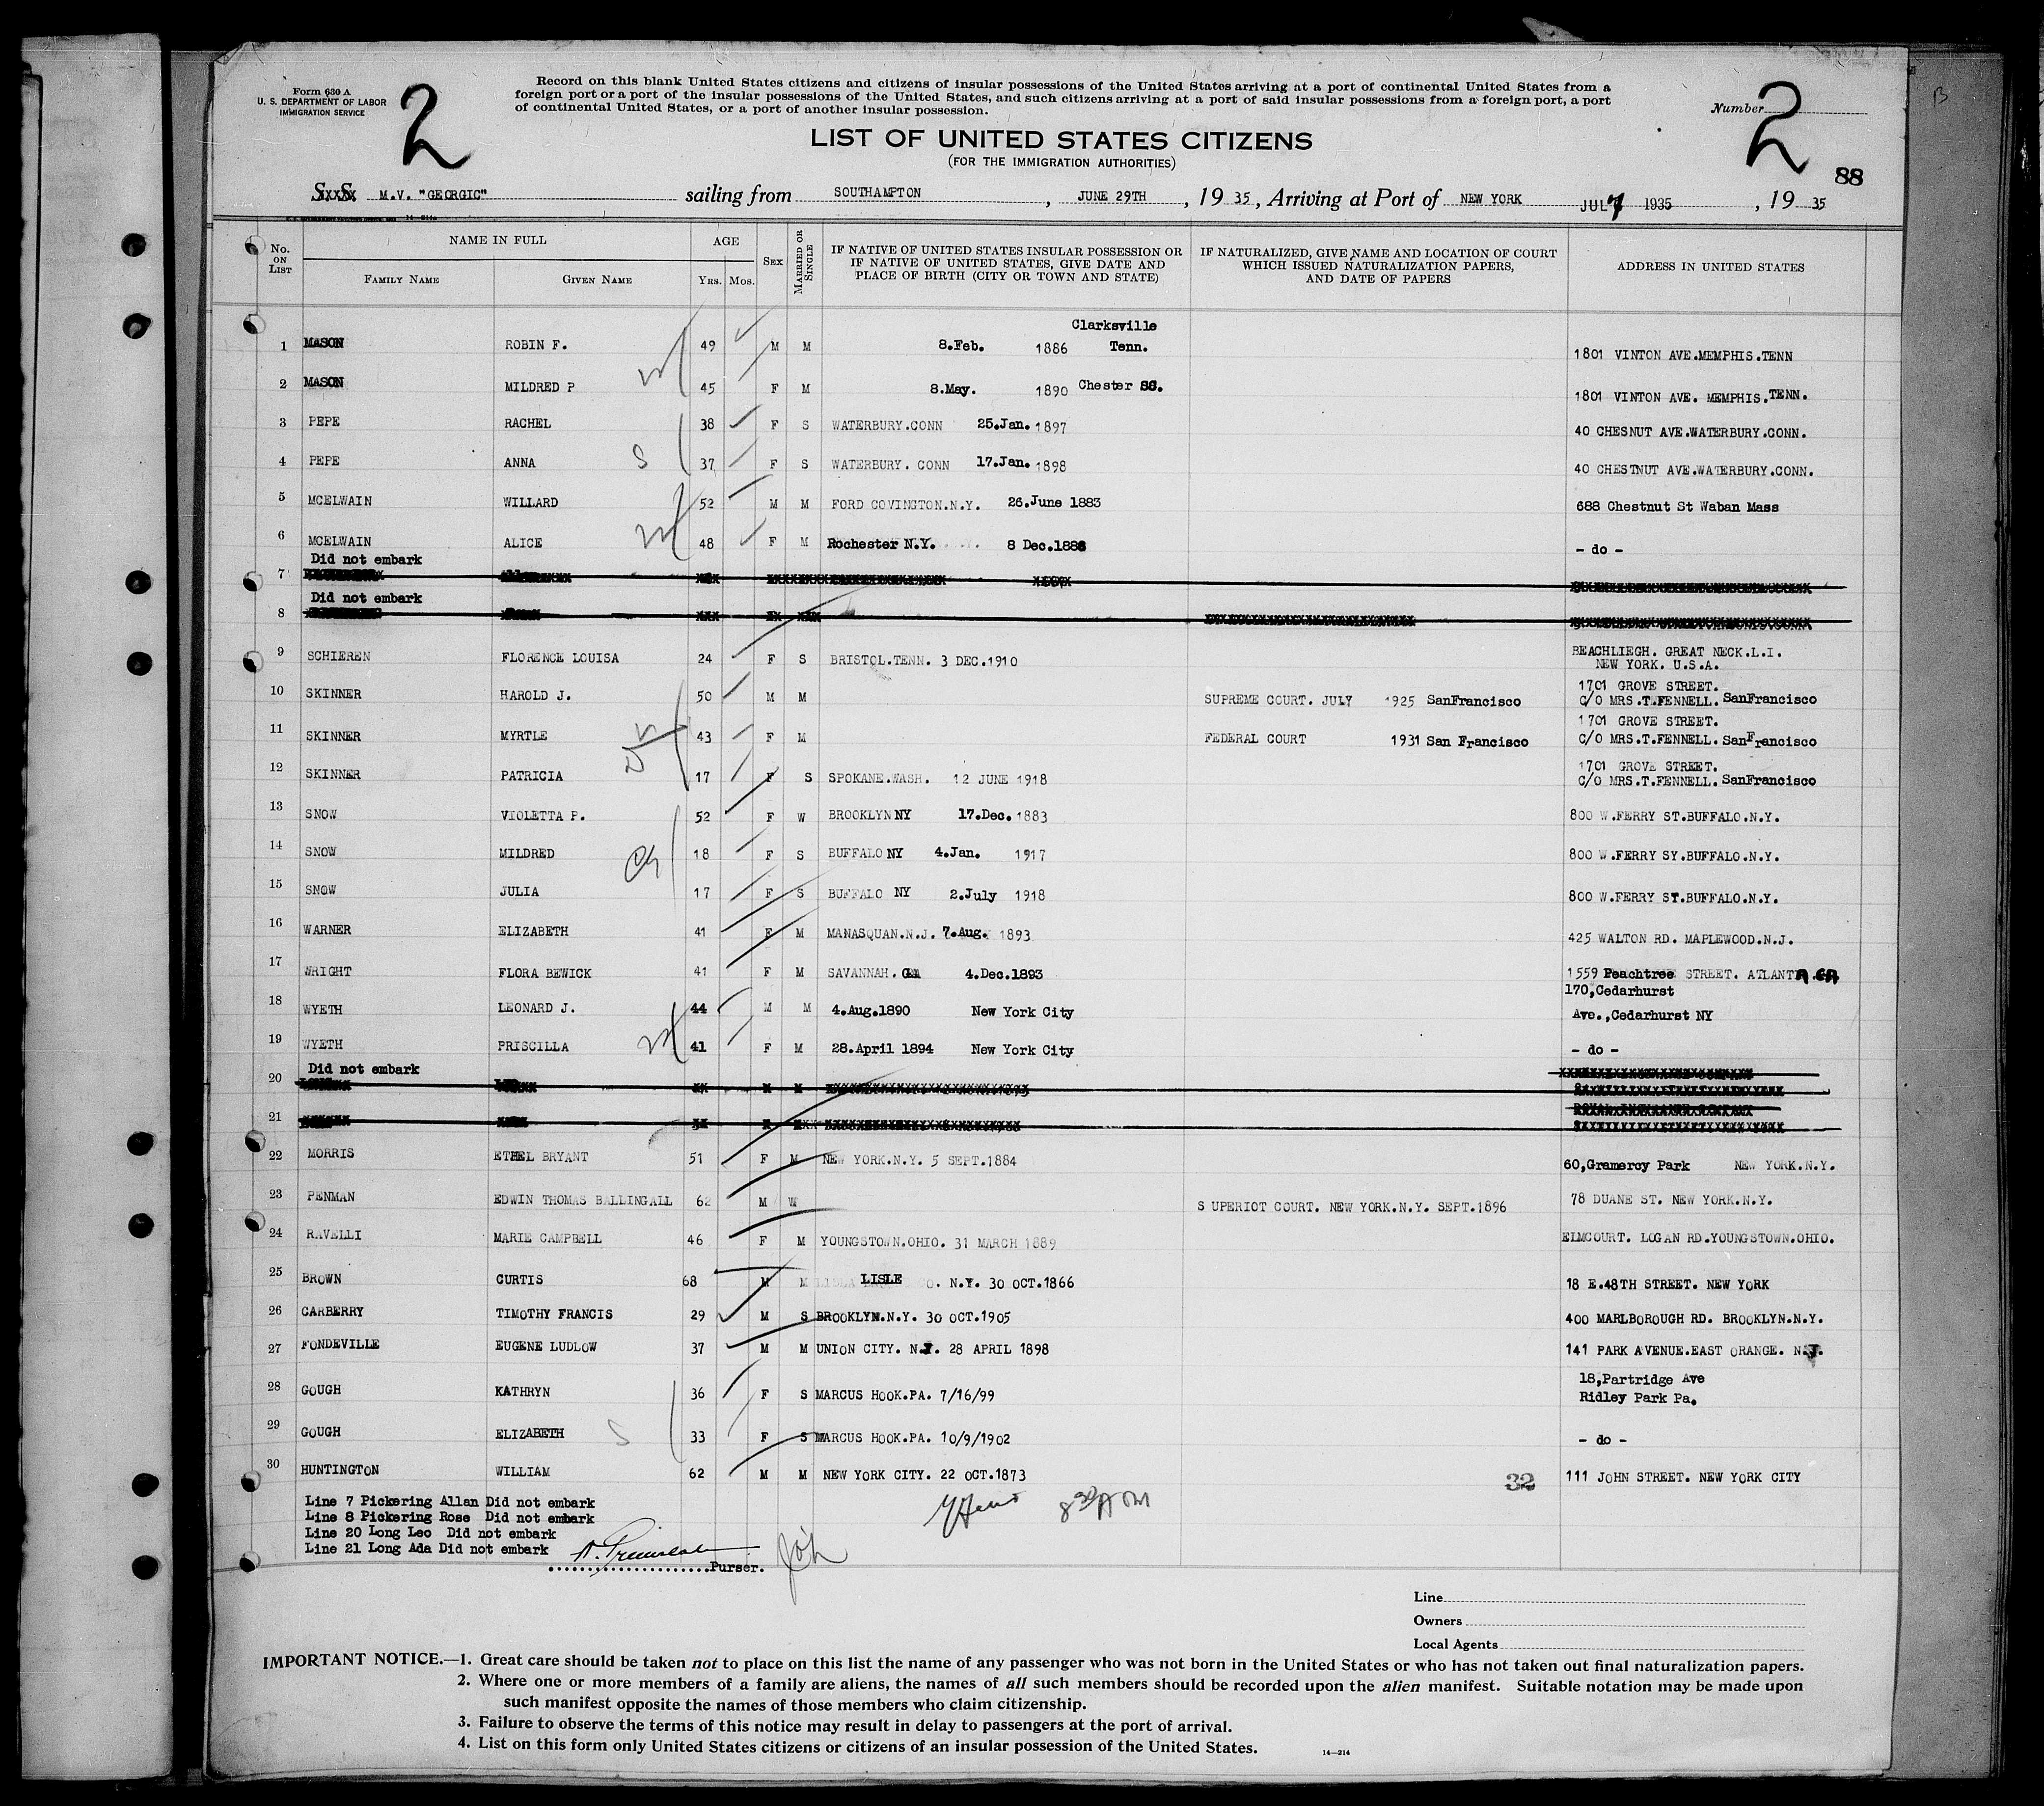 Form 630 A
U. S. DEPARTMENT OF LABOR
IMMIGRATION SERVICE
2
Record on this blank United States citizens and citizens of insular possessions of the United States arriving at a port of continental United States from a
foreign port or a port of the insular possessions of the United States, and such citizens arriving at a port of said insular possessions from a foreign port, a port
of continental United States, or a port of another insular possession.
Number
2
LIST OF UNITED STATES CITIZENS
(FOR THE IMMIGRATION AUTHORITIES)
88
S. S. M.V. "GEORGIC" sailing from SOUTHAMPTON, JUNE 29TH, 19 35, Arriving at Port of NEW YORK JUL 7 1935, 19 35
No. ON LIST NAME IN FULL FAMILY NAME GIVEN NAME AGE YRS. MOS. SEX MARRIED OR SINGLE IF NATIVE OF UNITED STATES INSULAR POSSESSION OR IF NATIVE OF UNITED STATES, GIVE DATE AND PLACE OF BIRTH (CITY OR TOWN AND STATE) IF NATURALIZED, GIVE NAME AND LOCATION OF COURT WHICH ISSUED NATURALIZATION PAPERS, AND DATE OF PAPERS ADDRESS IN UNITED STATES
1 MASON ROBIN F. 49 M M 8.Feb. 1886 Clarksville Tenn. 1801 VINTON AVE.MEMPHIS.TENN
2 MASON MILDRED P 45 F M 8.May. 1890 Chester SC. 1801 VINTON AVE. MEMPHIS.TENN.
3 PEPE RACHEL 38 F S WATERBURY.CONN 25.Jan. 1897 40 CHESNUT AVE.WATERBURY.CONN.
4 PEPE ANNA 37 F S WATERBURY. CONN 17.Jan. 1898 40 CHESTNUT AVE.WATERBURY.CONN.
5 MCELWAIN WILLARD 52 M M FORD COVINGTON.N.Y. 26.June 1883 688 Chestnut St Waban Mass
6 MCELWAIN ALICE 48 F M Rochester N.Y. 8 Dec.1886 - do -
Did not embark
7
Did not embark
8
9 SCHIEREN FLORENCE LOUISA 24 F S BRISTOL.TENN. 3 DEC.1910 BEACHLIEGH. GREAT NECK.L.I. NEW YORK. U.S.A.
10 SKINNER HAROLD J. 50 M M SUPREME COURT. JULY 1925 SanFrancisco 1701 GROVE STREET. C/O MRS.T.FENNELL. SanFrancisco
11 SKINNER MYRTLE 43 F M FEDERAL COURT 1931 San Francisco 1701 GROVE STREET. C/O MRS.T.FENNELL. SanFrancisco
12 SKINNER PATRICIA 17 F S SPOKANE.WASH. 12 JUNE 1918 1701 GROVE STREET. C/O MRS.T.FENNELL. SanFrancisco
13 SNOW VIOLETTA P. 52 F W BROOKLYN NY 17.Dec. 1883 800 W.FERRY ST.BUFFALO.N.Y.
14 SNOW MILDRED 18 F S BUFFALO NY 4.Jan. 1917 800 W.FERRY SY.BUFFALO.N.Y.
15 SNOW JULIA 17 F S BUFFALO NY 2.July 1918 800 W.FERRY ST.BUFFALO.N.Y.
16 WARNER ELIZABETH 41 F M MANASQUAN.N.J. 7.Aug. 1893 425 WALTON RD. MAPLEWOOD.N.J.
17 WRIGHT FLORA BEWICK 41 F M SAVANNAH. GA 4.Dec.1893 1559 Peachtree STREET. ATLANTA GA
18 WYETH LEONARD J. 44 M M 4.Aug.1890 New York City 170,Cedarhurst Ave.,Cedarhurst NY
19 WYETH PRISCILLA 41 F M 28.April 1894 New York City - do -
Did not embark
20
21
22 MORRIS ETHEL BRYANT 51 F M NEW YORK.N.Y. 5 SEPT.1884 60,Gramercy Park NEW YORK.N.Y.
23 PENMAN EDWIN THOMAS BALLINGALL 62 M W SUPERIOT COURT. NEW YORK.N.Y. SEPT.1896 78 DUANE ST. NEW YORK.N.Y.
24 RAVELLI MARIE CAMPBELL 46 F M YOUNGSTOWN.OHIO. 31 MARCH 1889 ELMCOURT. LOGAN RD.YOUNGSTOWN.OHIO.
25 BROWN CURTIS 68 M M LISLE N.Y. 30 OCT.1866 18 E.48TH STREET. NEW YORK
26 CARBERRY TIMOTHY FRANCIS 29 M S BROOKLYN.N.Y. 30 OCT.1905 400 MARLBOROUGH RD. BROOKLYN.N.Y.
27 FONDEVILLE EUGENE LUDLOW 37 M M UNION CITY. N.J. 28 APRIL 1898 141 PARK AVENUE.EAST ORANGE. N.J.
28 GOUGH KATHRYN 36 F S MARCUS HOOK.PA. 7/16/99 18,Partridge Ave Ridley Park Pa.
29 GOUGH ELIZABETH 33 F S MARCUS HOOK.PA. 10/9/1902 - do -
30 HUNTINGTON WILLIAM 62 M M NEW YORK CITY. 22 OCT.1873 111 JOHN STREET. NEW YORK CITY
32
Line 7 Pickering Allan Did not embark
Line 8 Pickering Rose Did not embark
Line 20 Long Leo Did not embark
Line 21 Long Ada Did not embark
Purser.
Line
Owners
Local Agents
IMPORTANT NOTICE.—1. Great care should be taken not to place on this list the name of any passenger who was not born in the United States or who has not taken out final naturalization papers.
2. Where one or more members of a family are aliens, the names of all such members should be recorded upon the alien manifest. Suitable notation may be made upon
such manifest opposite the names of those members who claim citizenship.
3. Failure to observe the terms of this notice may result in delay to passengers at the port of arrival.
4. List on this form only United States citizens or citizens of an insular possession of the United States.
14—214